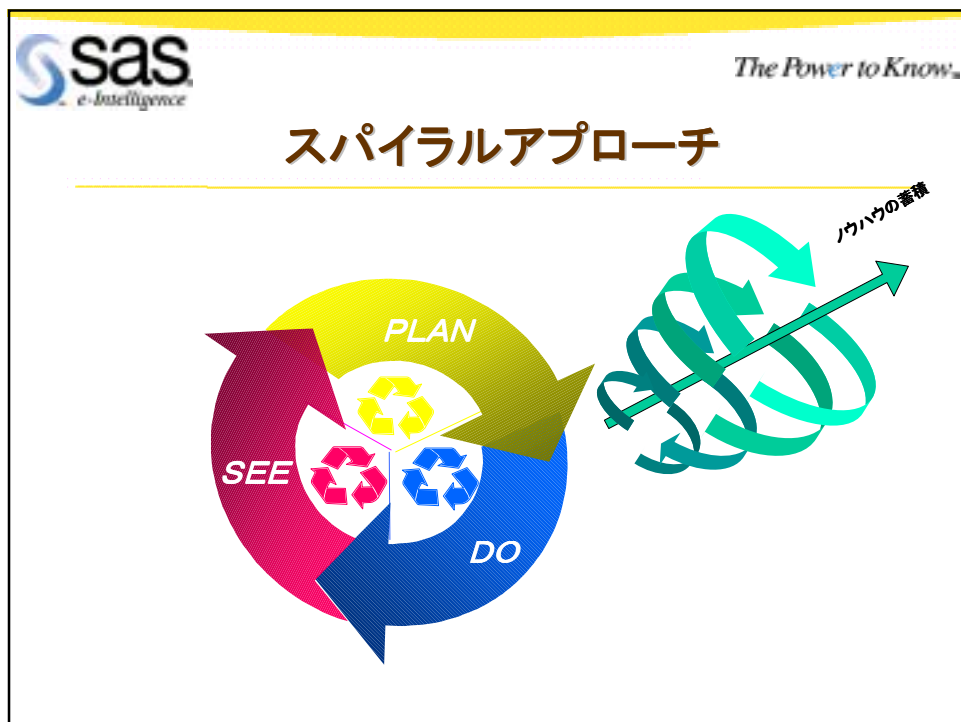 sas
e-Intelligence
The Power to Know
スパイラルアプローチ
ノウハウの蓄積
PLAN
SEE
DO